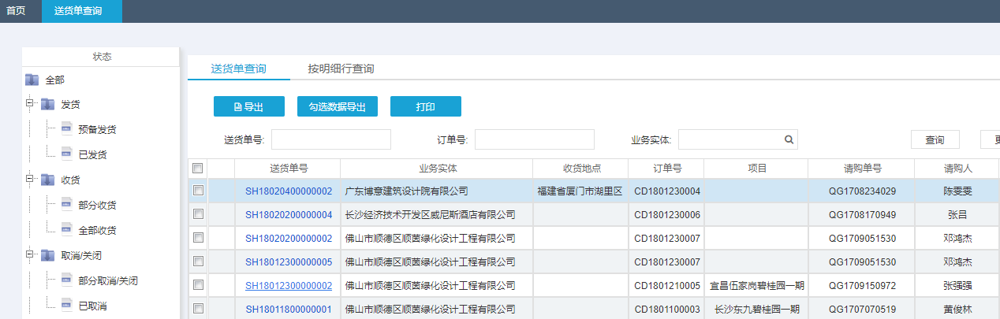 首页 送货单查询
状态
全部
发货
预备发货
已发货
收货
部分收货
全部收货
取消/关闭
部分取消/关闭
已取消
送货单查询 按明细行查询
导出 勾选数据导出 打印
送货单号: 订单号: 业务实体: 查询
送货单号 业务实体 收货地点 订单号 项目 请购单号 请购人
SH18020400000002 广东博意建筑设计院有限公司 福建省厦门市湖里区 CD1801230004 QG1708234029 陈雯雯
SH18020200000004 长沙经济技术开发区威尼斯酒店有限公司 CD1801230006 QG1708170949 张吕
SH18020200000002 佛山市顺德区顺茵绿化设计工程有限公司 CD1801230007 QG1709051530 邓鸿杰
SH18012300000005 佛山市顺德区顺茵绿化设计工程有限公司 CD1801230007 QG1709051530 邓鸿杰
SH18012300000002 佛山市顺德区顺茵绿化设计工程有限公司 CD1801210005 宜昌伍家岗碧桂园一期 QG1709150972 张强强
SH18011800000001 佛山市顺德区顺茵绿化设计工程有限公司 CD1801100003 长沙东九碧桂园一期 QG1707070519 黄俊林